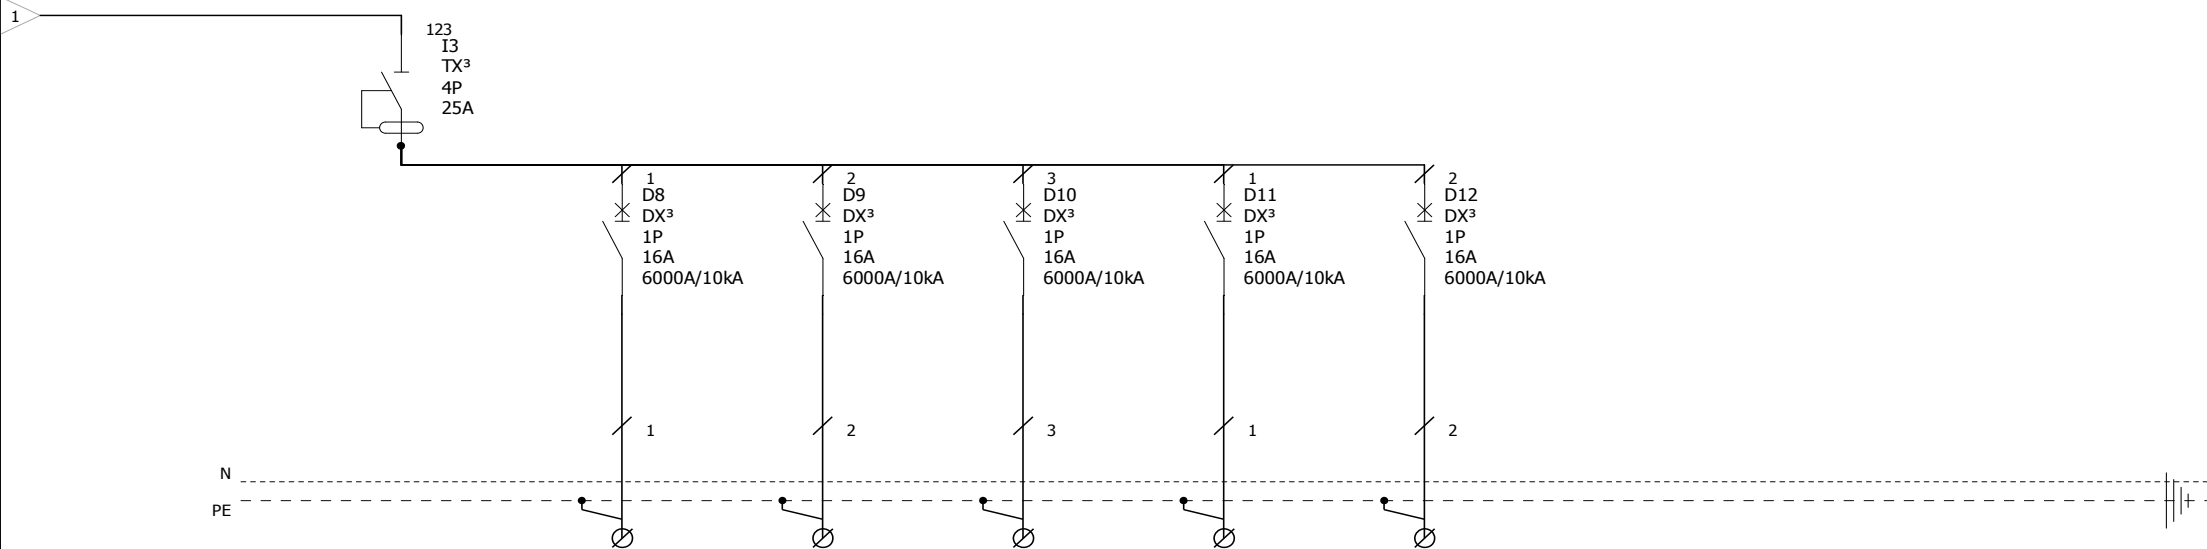 1
123
I3
TX³
4P
25A
1
D8
DX³
1P
16A
6000A/10kA
2
D9
DX³
1P
16A
6000A/10kA
3
D10
DX³
1P
16A
6000A/10kA
1
D11
DX³
1P
16A
6000A/10kA
2
D12
DX³
1P
16A
6000A/10kA
1
2
3
1
2
N
PE